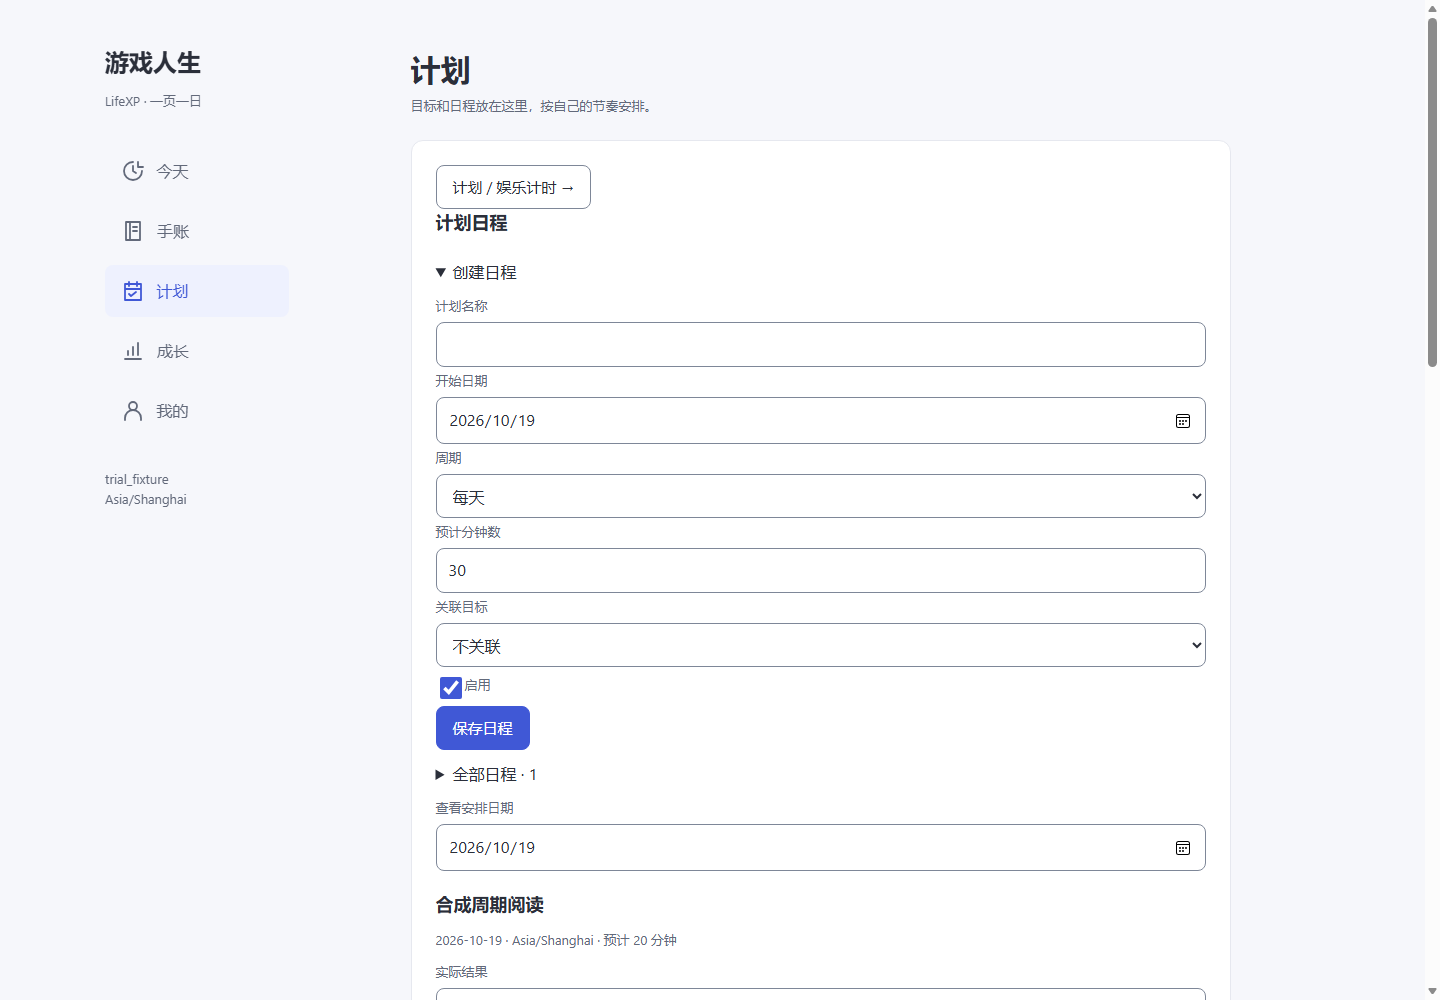 游戏人生
LifeXP · 一页一日
今天
手账
计划
成长
我的
trial_fixture
Asia/Shanghai
计划
目标和日程放在这里，按自己的节奏安排。
计划 / 娱乐计时 →
计划日程
▼ 创建日程
计划名称
开始日期
2026/10/19
周期
每天
预计分钟数
30
关联目标
不关联
启用
保存日程
▶ 全部日程 · 1
查看安排日期
2026/10/19
合成周期阅读
2026-10-19 · Asia/Shanghai · 预计 20 分钟
实际结果